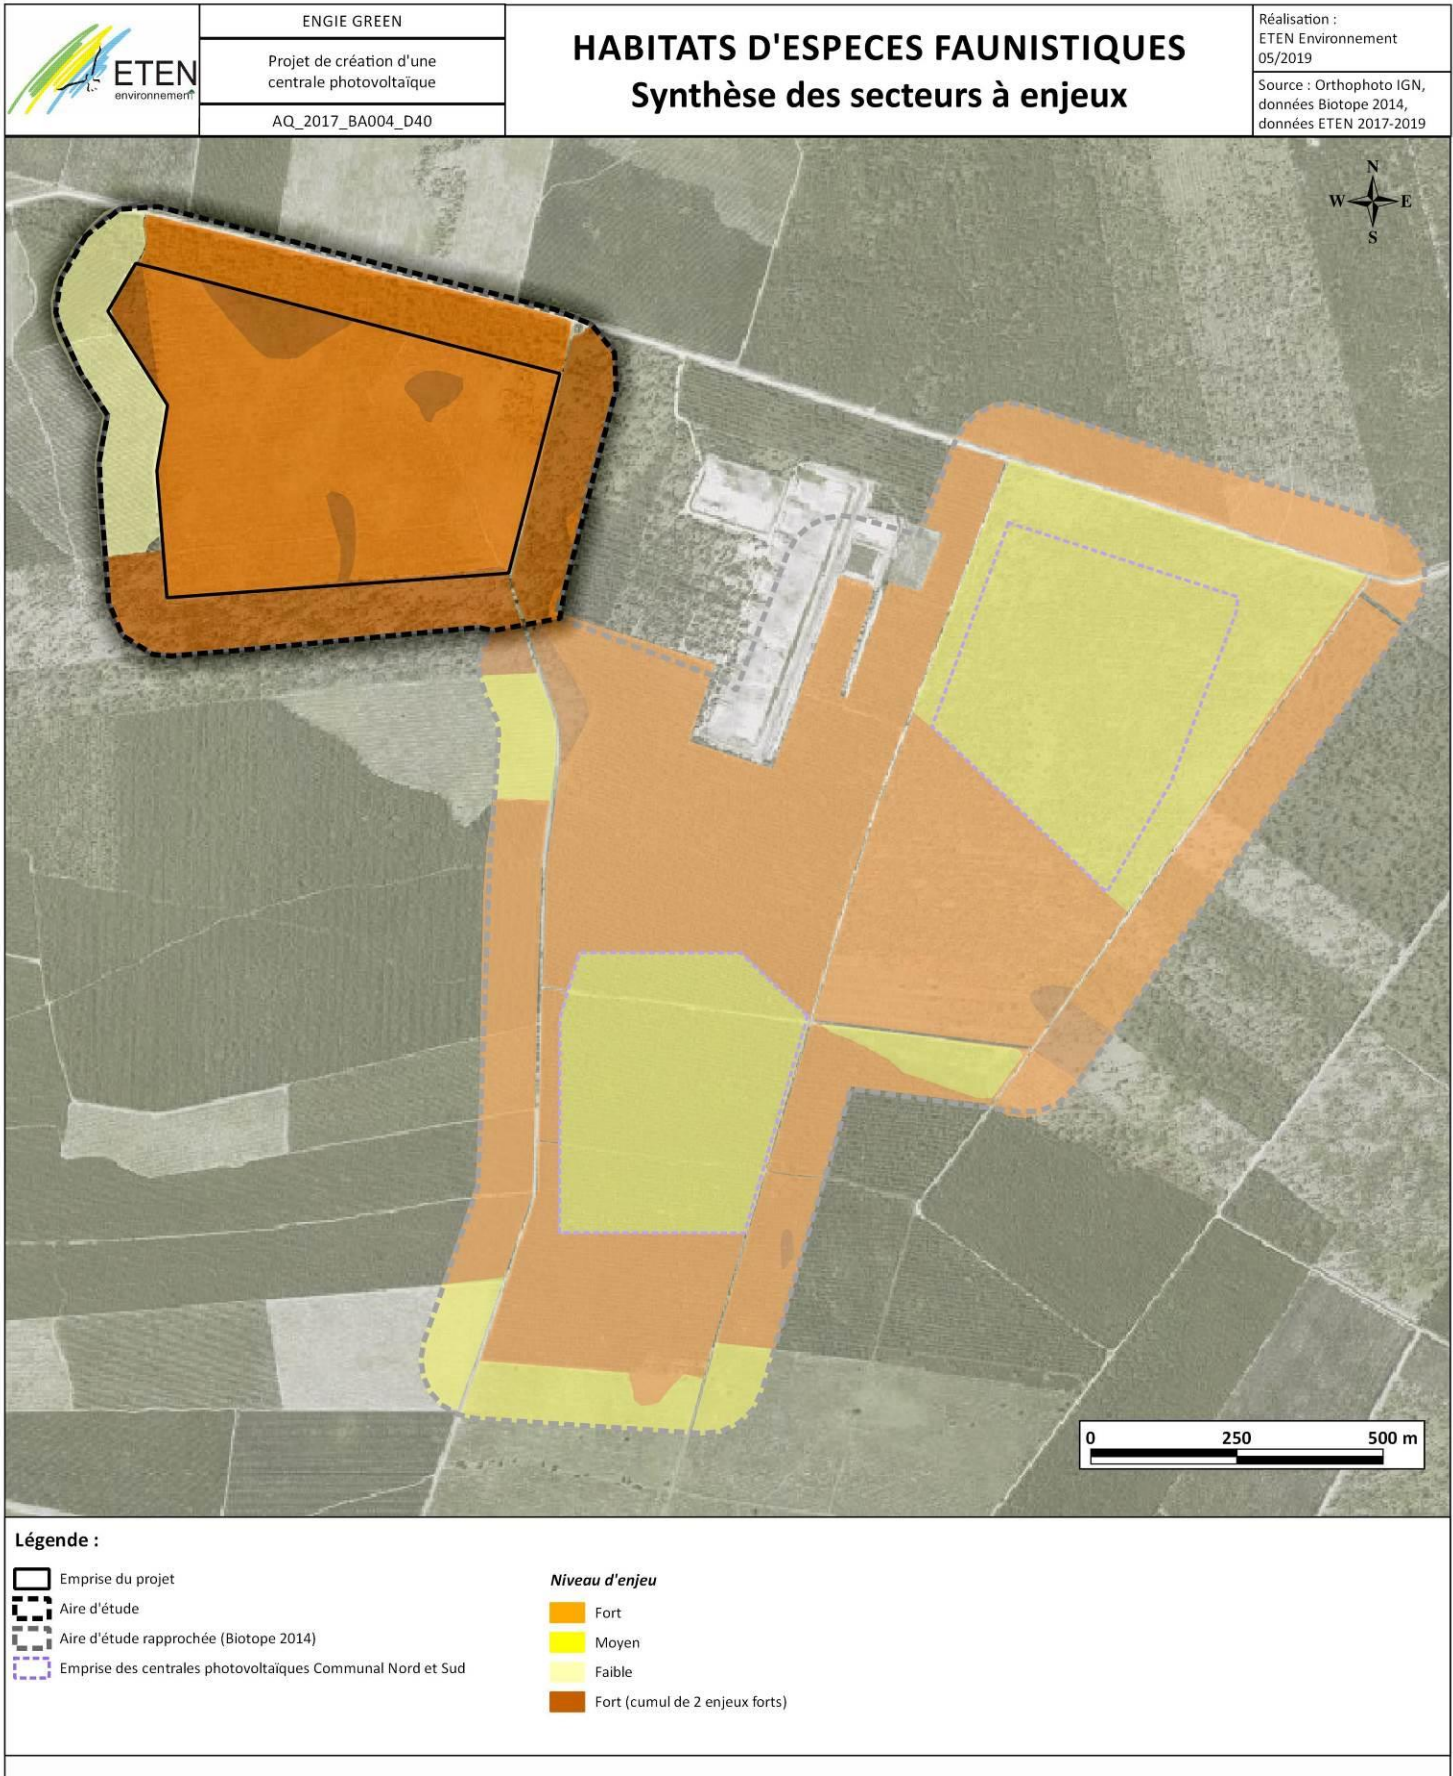 ETEN
environnement
ENGIE GREEN
Projet de création d'une
centrale photovoltaïque
AQ_2017_BA004_D40
HABITATS D'ESPECES FAUNISTIQUES
Synthèse des secteurs à enjeux
Réalisation :
ETEN Environnement
05/2019
Source : Orthophoto IGN,
données Biotope 2014,
données ETEN 2017-2019
N
W E
S
0 250 500 m
Légende :
Emprise du projet
Aire d'étude
Aire d'étude rapprochée (Biotope 2014)
Emprise des centrales photovoltaïques Communal Nord et Sud
Niveau d'enjeu
Fort
Moyen
Faible
Fort (cumul de 2 enjeux forts)